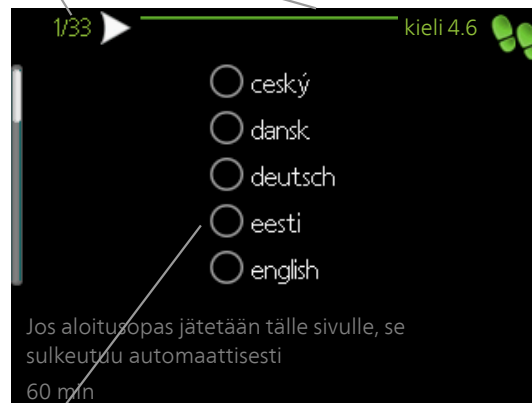 1/33
kieli 4.6
ceský
dansk
deutsch
eesti
english
Jos aloitusopas jätetään tälle sivulle, se
sulkeutuu automaattisesti
60 min